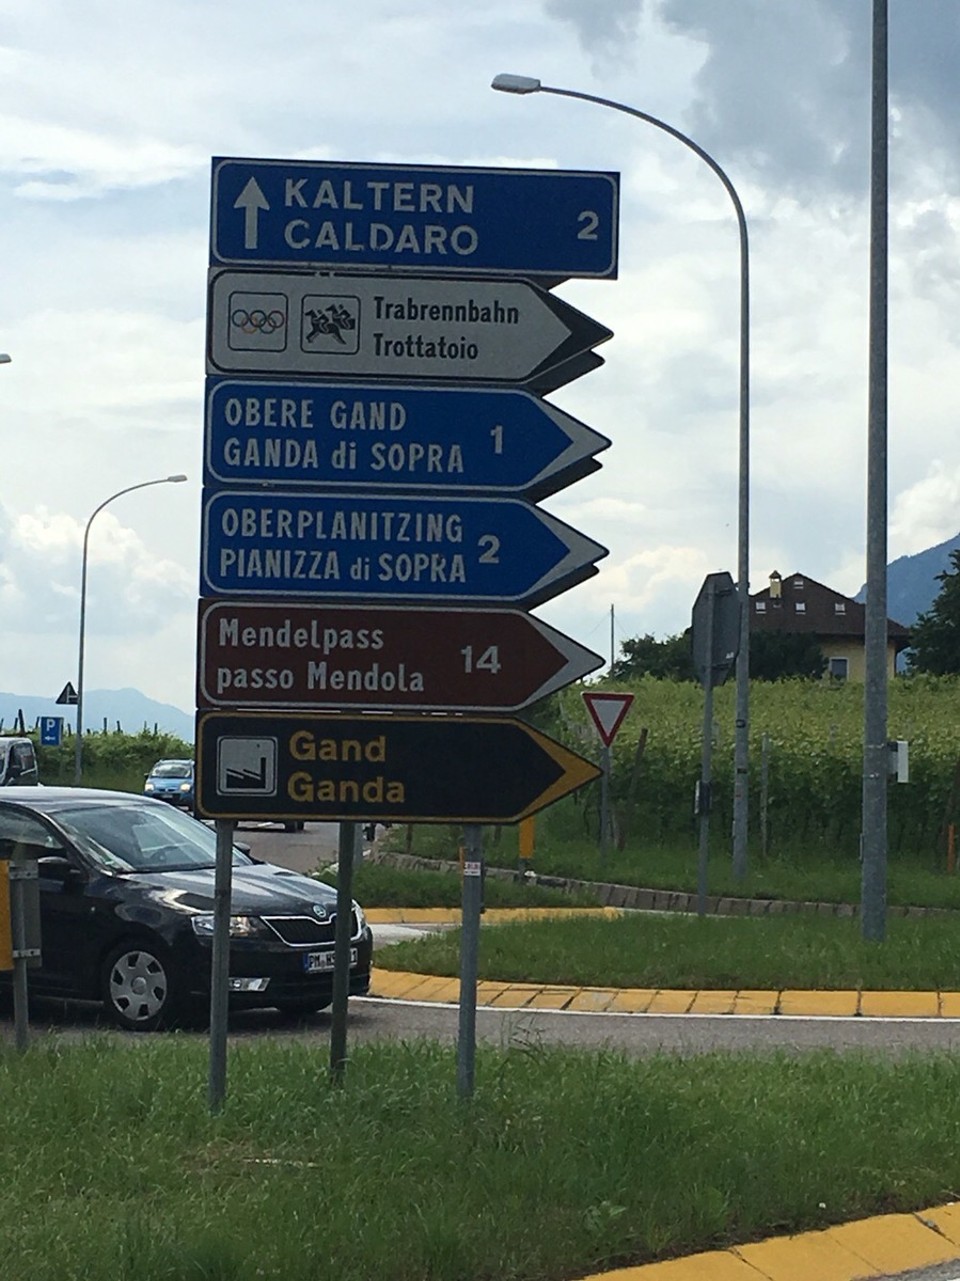 KALTERN
CALDARO 2
Trabrennbahn
Trottatoio
OBERE GAND
GANDA di SOPRA 1
OBERPLANITZING
PIANIZZA di SOPRA 2
Mendelpass
passo Mendola 14
Gand
Ganda
P